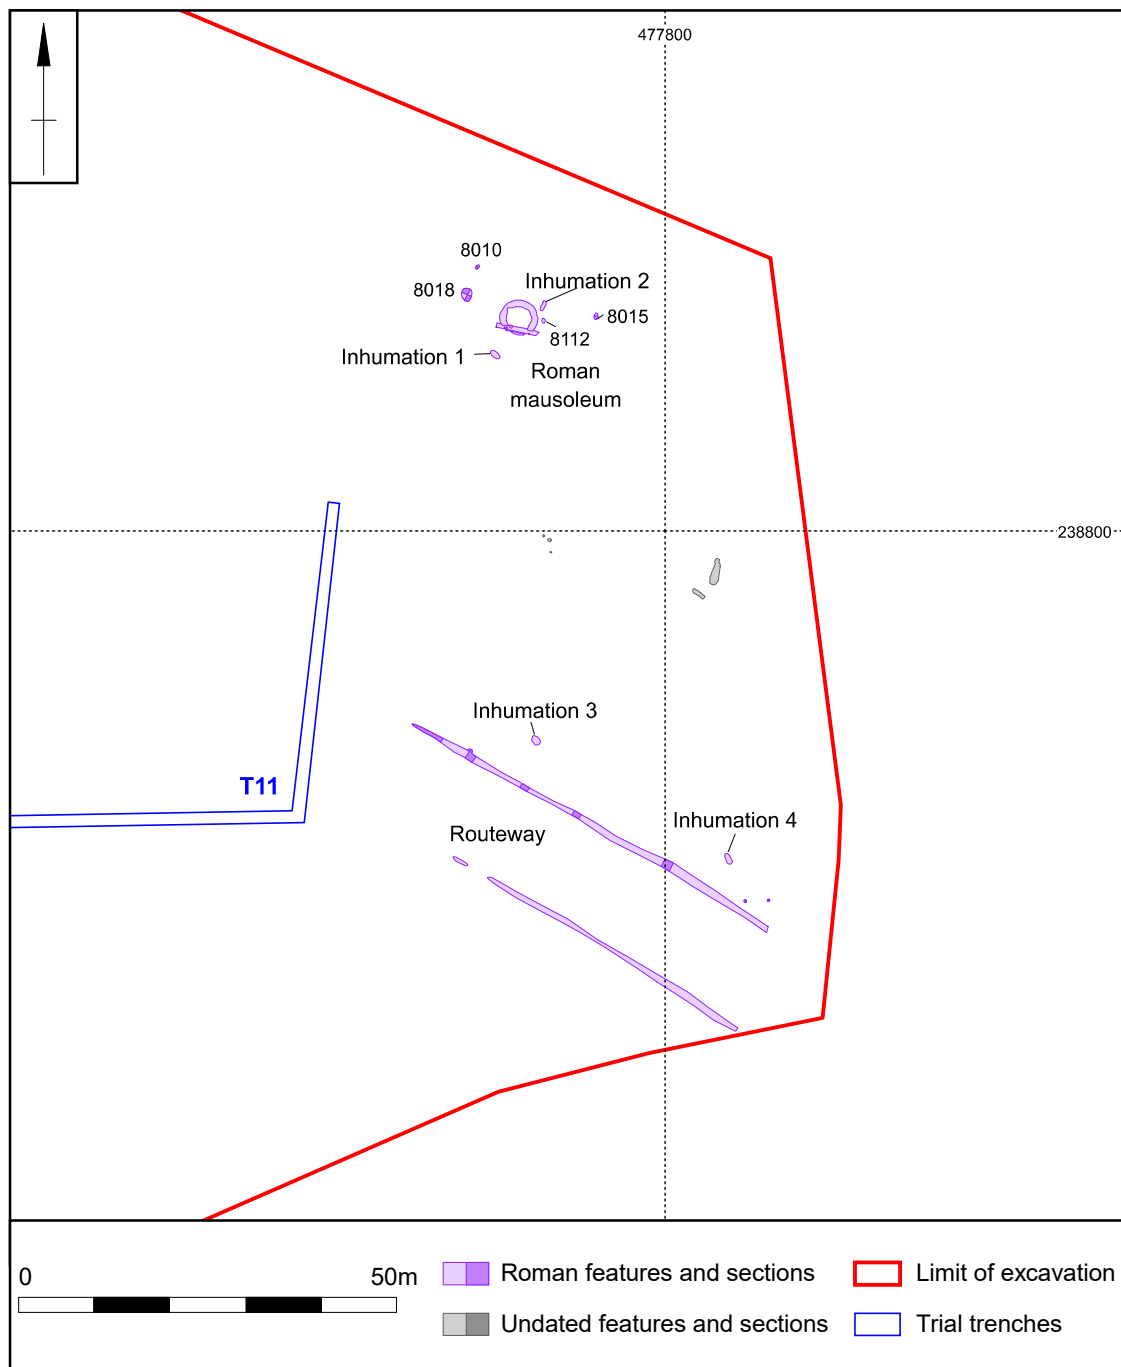 477800
8010
Inhumation 2
8018
8015
8112
Inhumation 1
Roman
mausoleum
238800
Inhumation 3
T11
Inhumation 4
Routeway
0
50m
Roman features and sections
Limit of excavation
Undated features and sections
Trial trenches